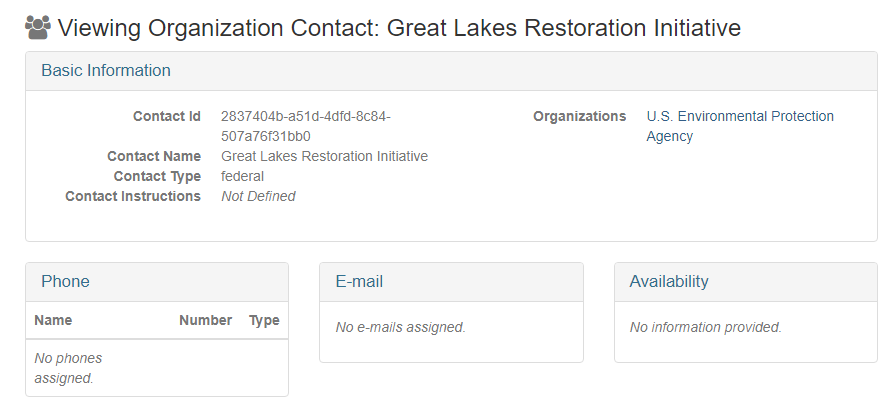 Viewing Organization Contact: Great Lakes Restoration Initiative
Basic Information
Contact Id 2837404b-a51d-4dfd-8c84-
507a76f31bb0
Contact Name Great Lakes Restoration Initiative
Contact Type federal
Contact Instructions Not Defined
Organizations U.S. Environmental Protection
Agency
Phone
Name Number Type
No phones
assigned.
E-mail
No e-mails assigned.
Availability
No information provided.